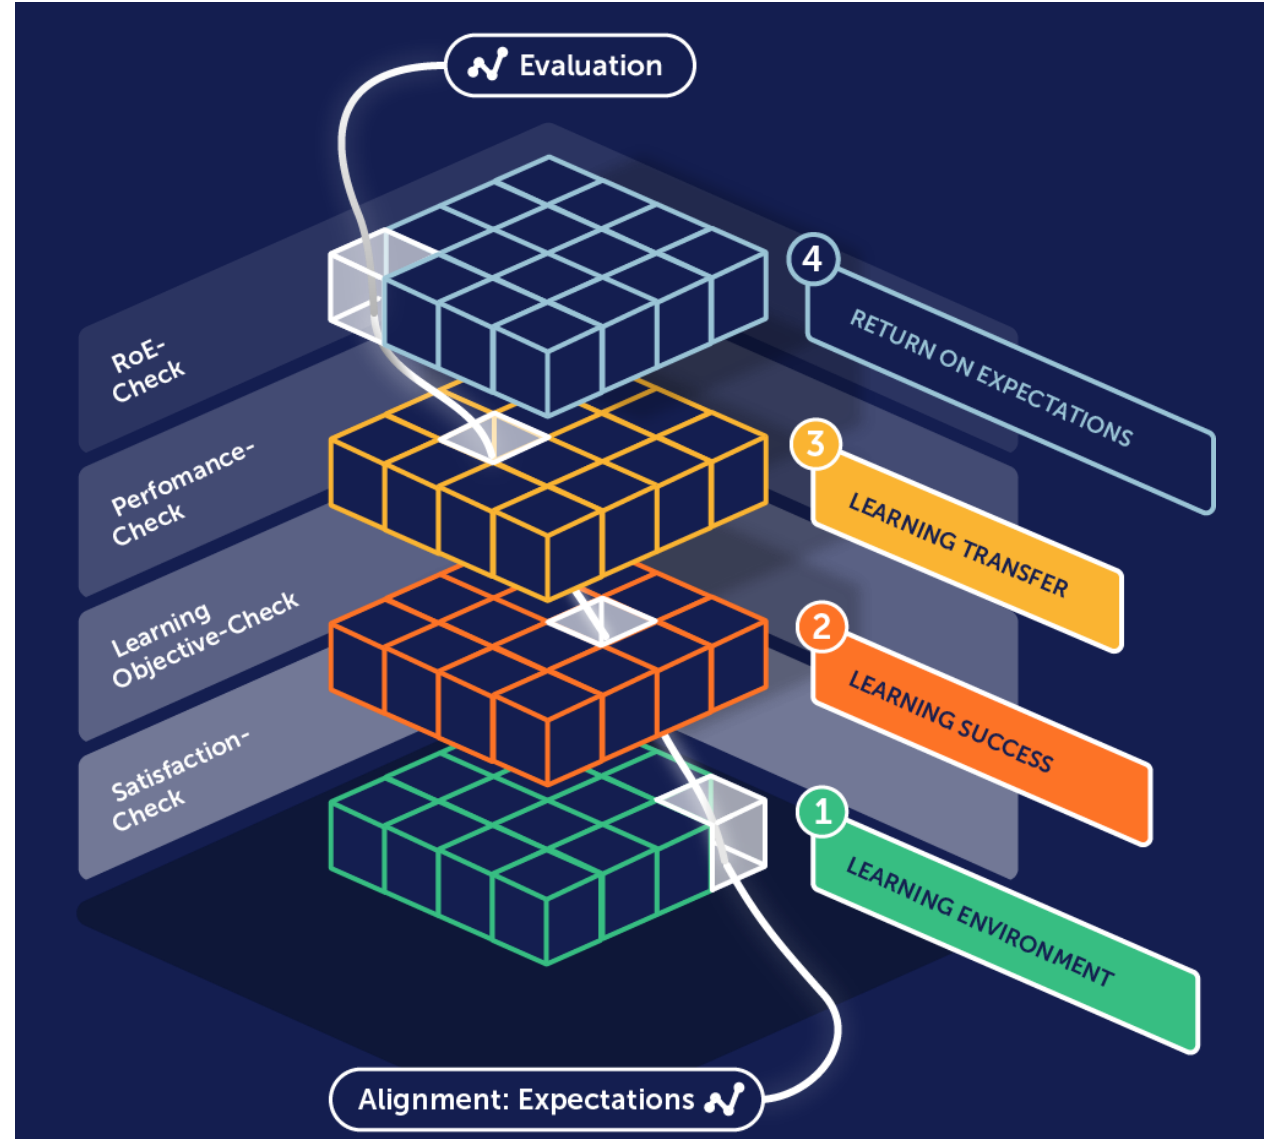 Evaluation
4
RETURN ON EXPECTATIONS
RoE-
Check
3
LEARNING TRANSFER
Perfomance-
Check
2
LEARNING SUCCESS
Learning
Objective-Check
1
LEARNING ENVIRONMENT
Satisfaction-
Check
Alignment: Expectations